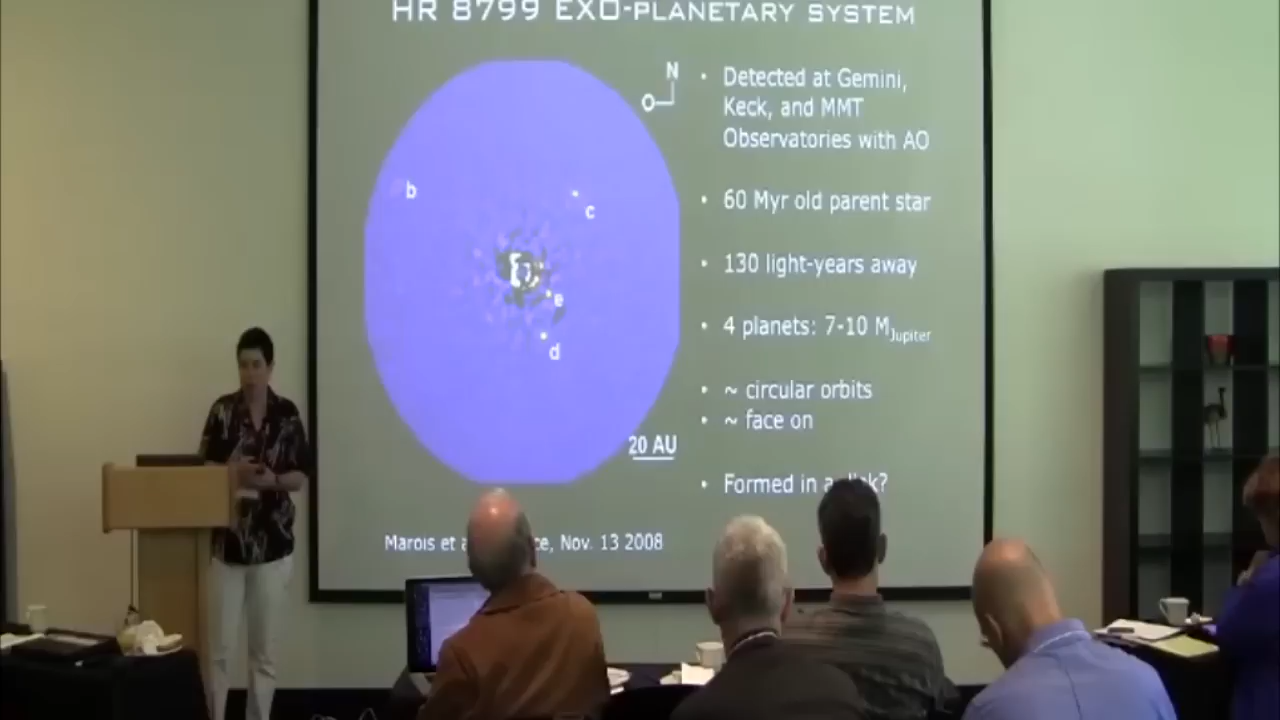 HR 8799 EXO-PLANETARY SYSTEM
N
b
c
e
d
20 AU
• Detected at Gemini,
Keck, and MMT
Observatories with AO
• 60 Myr old parent star
• 130 light-years away
• 4 planets: 7-10 MJupiter
• ~ circular orbits
• ~ face on
• Formed in a
Marois et Nov. 13 2008